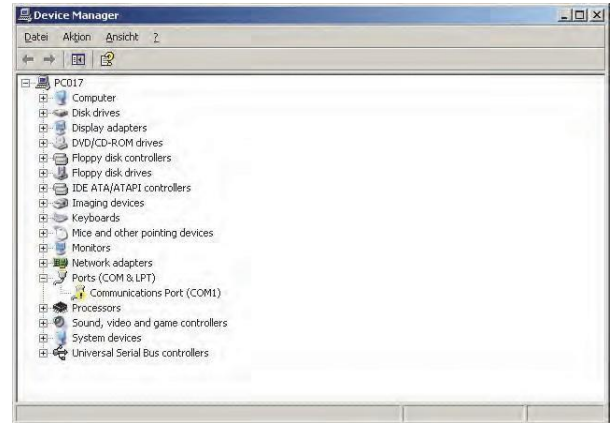 Device Manager
Datei Aktion Ansicht ?
PC017
Computer
Disk drives
Display adapters
DVD/CD-ROM drives
Floppy disk controllers
Floppy disk drives
IDE ATA/ATAPI controllers
Imaging devices
Keyboards
Mice and other pointing devices
Monitors
Network adapters
Ports (COM & LPT)
Communications Port (COM1)
Processors
Sound, video and game controllers
System devices
Universal Serial Bus controllers